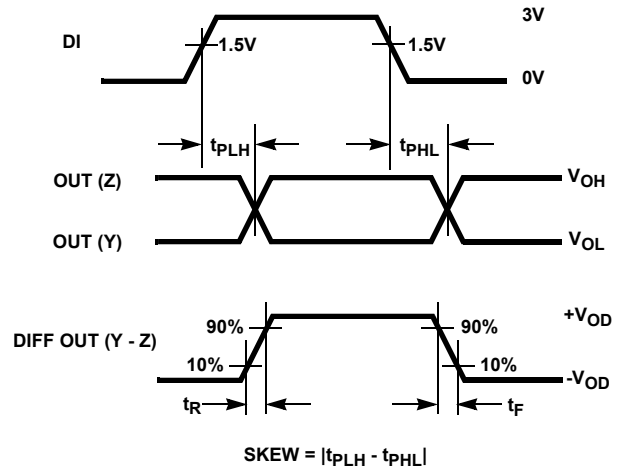 3V
DI
1.5V
1.5V
0V
tPLH
tPHL
OUT (Z)
VOH
OUT (Y)
VOL
+VOD
90%
90%
DIFF OUT (Y - Z)
10%
10%
-VOD
tR
tF
SKEW = |tPLH - tPHL|